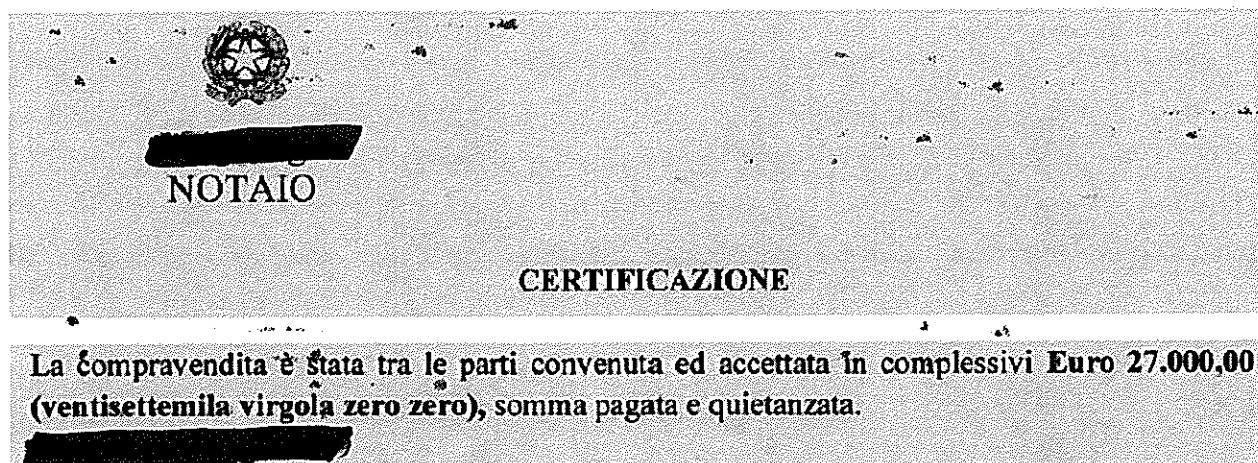 NOTAIO
CERTIFICAZIONE
La compravendita è stata tra le parti convenuta ed accettata in complessivi Euro 27.000,00
(ventisettemila virgola zero zero), somma pagata e quietanzata.